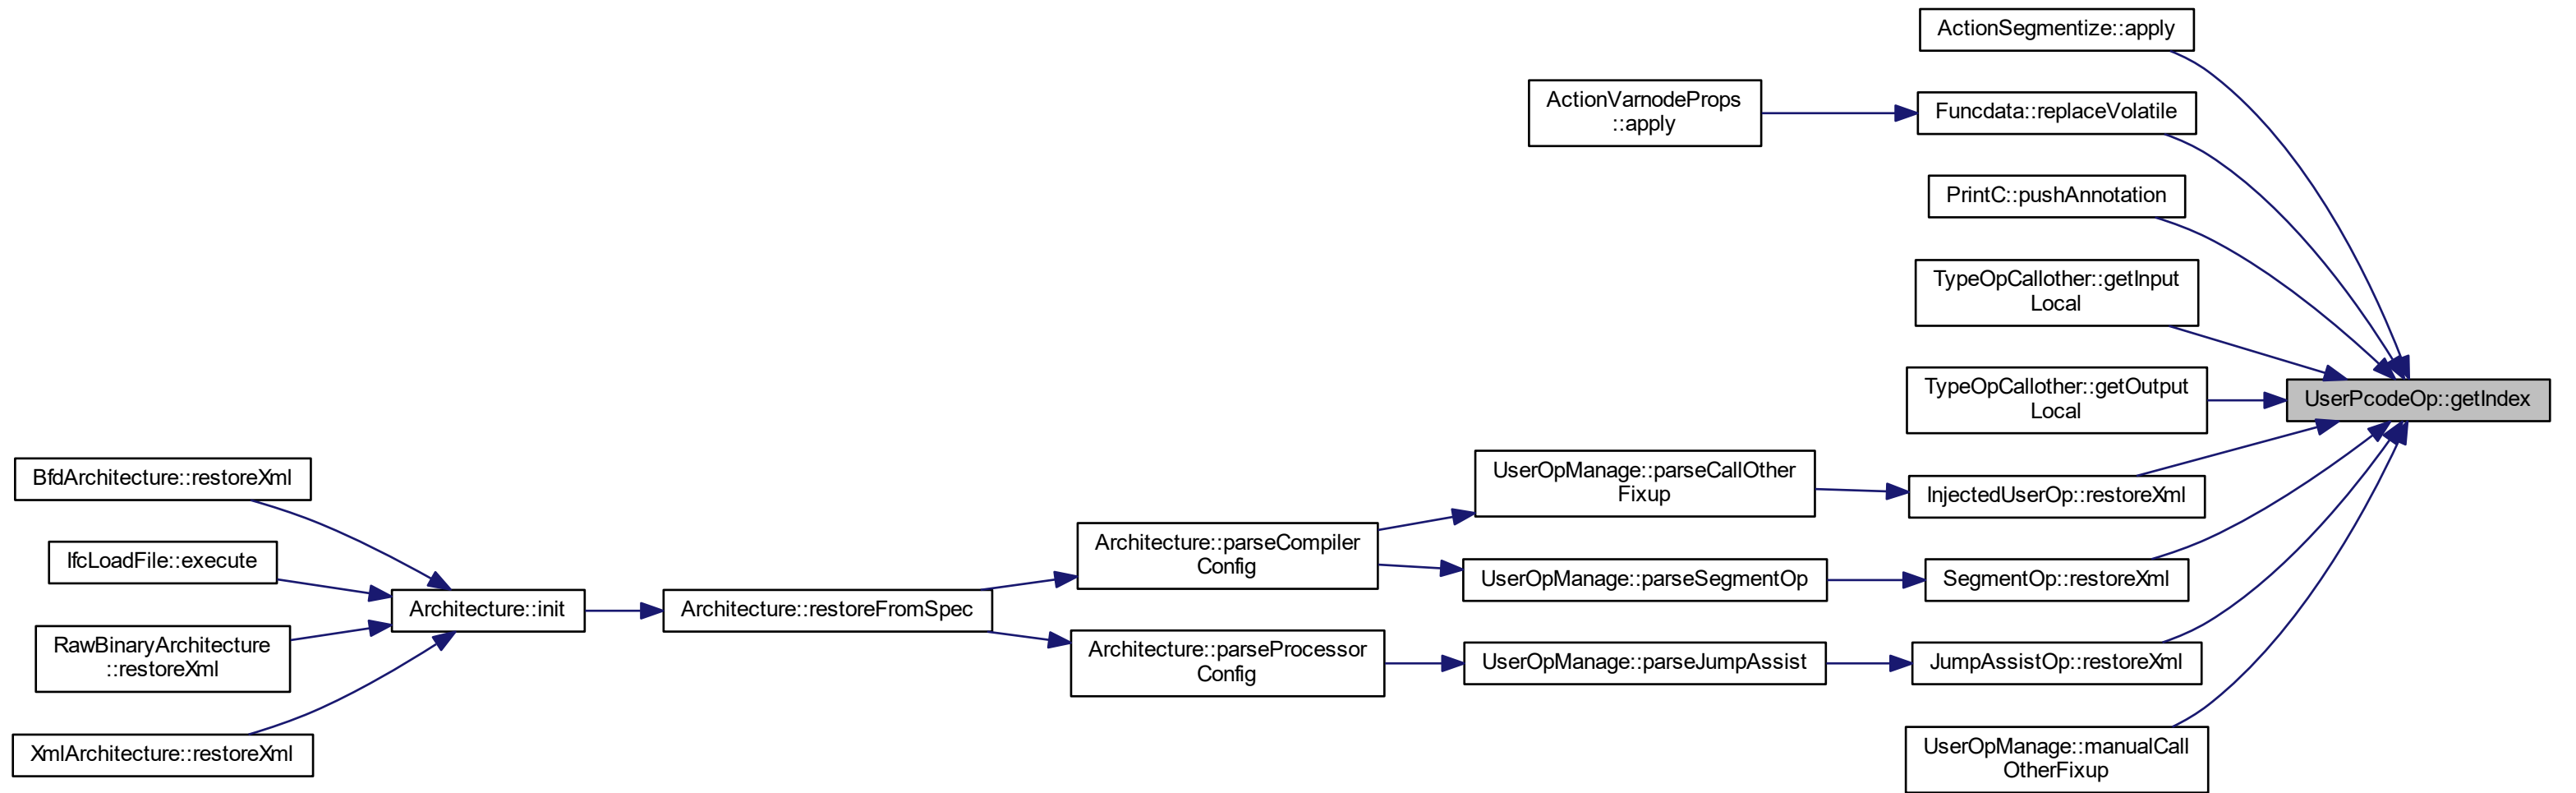 ActionSegmentize::apply
ActionVarnodeProps
::apply
Funcdata::replaceVolatile
PrintC::pushAnnotation
TypeOpCallother::getInput
Local
TypeOpCallother::getOutput
Local
UserPcodeOp::getIndex
BfdArchitecture::restoreXml
IfcLoadFile::execute
RawBinaryArchitecture
::restoreXml
XmlArchitecture::restoreXml
Architecture::init
Architecture::restoreFromSpec
Architecture::parseCompiler
Config
Architecture::parseProcessor
Config
UserOpManage::parseCallOther
Fixup
UserOpManage::parseSegmentOp
UserOpManage::parseJumpAssist
InjectedUserOp::restoreXml
SegmentOp::restoreXml
JumpAssistOp::restoreXml
UserOpManage::manualCall
OtherFixup